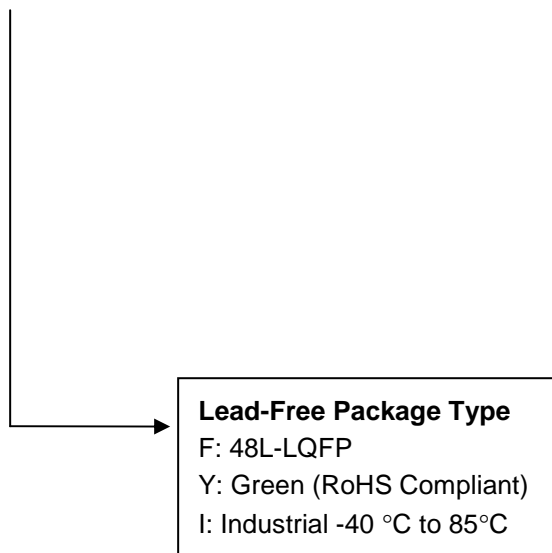 Lead-Free Package Type
F: 48L-LQFP
Y: Green (RoHS Compliant)
I: Industrial -40 °C to 85°C